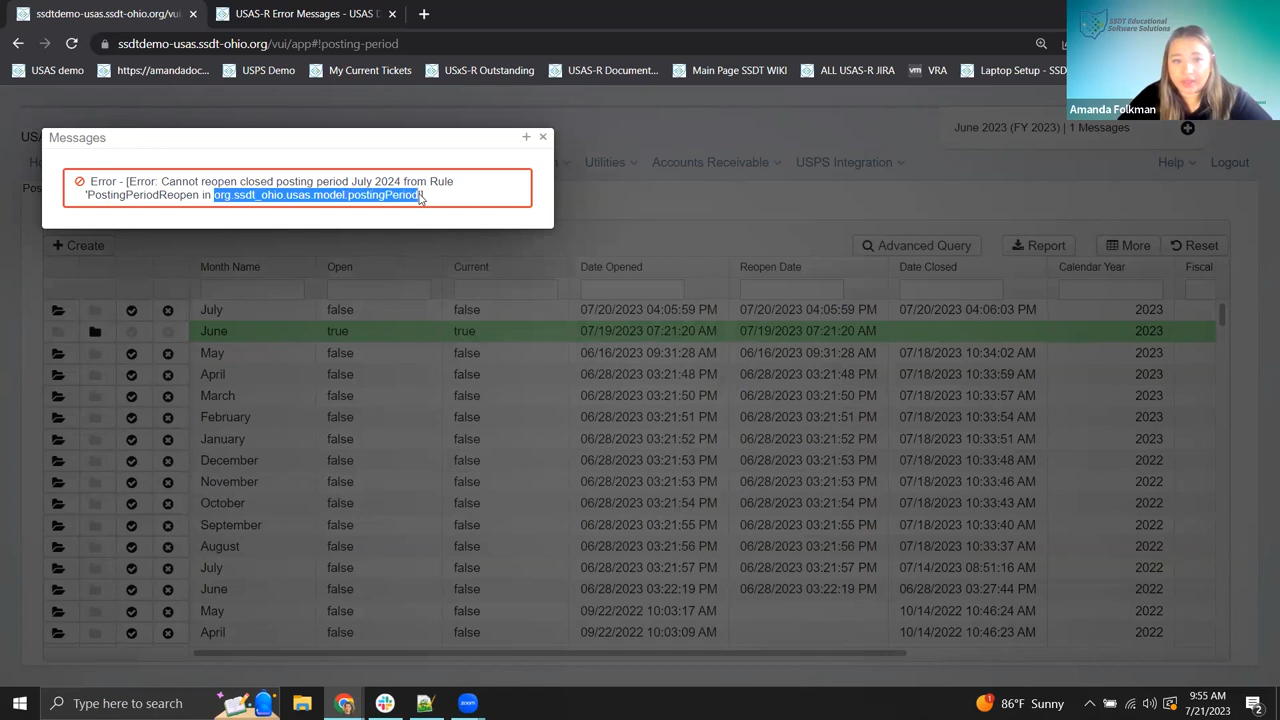 ssdtdemo-usas.ssdt-ohio.org/vui
USAS-R Error Messages - USAS D
ssdtdemo-usas.ssdt-ohio.org/vui/app#!posting-period
USAS demo
https://amandadoc...
USPS Demo
My Current Tickets
USxS-R Outstanding
USAS-R Document...
Main Page SSDT WIKI
ALL USAS-R JIRA
VRA
Laptop Setup - SSD
SSDT Educational
Software Solutions
Amanda Folkman
June 2023 (FY 2023) | 1 Messages
Utilities
Accounts Receivable
USPS Integration
Help
Logout
Messages
Error - [Error: Cannot reopen closed posting period July 2024 from Rule
'PostingPeriodReopen in org.ssdt_ohio.usas.model.postingPeriod']
Create
Advanced Query
Report
More
Reset
Month Name Open Current Date Opened Reopen Date Date Closed Calendar Year Fiscal
July false false 07/20/2023 04:05:59 PM 07/20/2023 04:05:59 PM 07/20/2023 04:06:03 PM 2023
June true true 07/19/2023 07:21:20 AM 07/19/2023 07:21:20 AM 2023
May false false 06/16/2023 09:31:28 AM 06/16/2023 09:31:28 AM 07/18/2023 10:34:02 AM 2023
April false false 06/28/2023 03:21:48 PM 06/28/2023 03:21:48 PM 07/18/2023 10:33:59 AM 2023
March false false 06/28/2023 03:21:50 PM 06/28/2023 03:21:50 PM 07/18/2023 10:33:57 AM 2023
February false false 06/28/2023 03:21:51 PM 06/28/2023 03:21:51 PM 07/18/2023 10:33:54 AM 2023
January false false 06/28/2023 03:21:52 PM 06/28/2023 03:21:52 PM 07/18/2023 10:33:51 AM 2023
December false false 06/28/2023 03:21:53 PM 06/28/2023 03:21:53 PM 07/18/2023 10:33:48 AM 2022
November false false 06/28/2023 03:21:53 PM 06/28/2023 03:21:53 PM 07/18/2023 10:33:46 AM 2022
October false false 06/28/2023 03:21:54 PM 06/28/2023 03:21:54 PM 07/18/2023 10:33:43 AM 2022
September false false 06/28/2023 03:21:55 PM 06/28/2023 03:21:55 PM 07/18/2023 10:33:40 AM 2022
August false false 06/28/2023 03:21:56 PM 06/28/2023 03:21:56 PM 07/18/2023 10:33:37 AM 2022
July false false 06/28/2023 03:21:57 PM 06/28/2023 03:21:57 PM 07/14/2023 08:51:16 AM 2022
June false false 06/28/2023 03:22:19 PM 06/28/2023 03:22:19 PM 06/28/2023 03:27:44 PM 2022
May false false 09/22/2022 10:03:17 AM 10/14/2022 10:46:24 AM 2022
April false false 09/22/2022 10:03:09 AM 10/14/2022 10:46:23 AM 2022
Type here to search
zoom
86°F Sunny
9:55 AM
7/21/2023
2